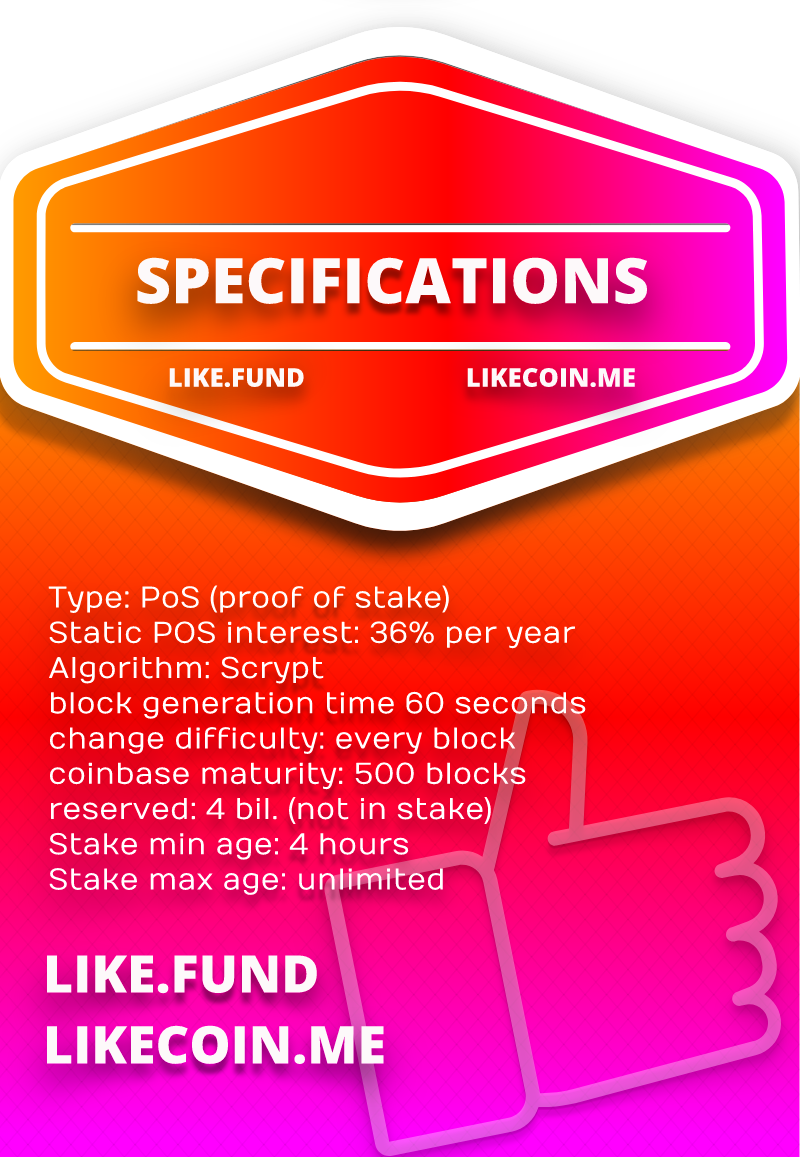 SPECIFICATIONS
LIKE.FUND LIKECOIN.ME
Type: PoS (proof of stake)
Static POS interest: 36% per year
Algorithm: Scrypt
block generation time 60 seconds
change difficulty: every block
coinbase maturity: 500 blocks
reserved: 4 bil. (not in stake)
Stake min age: 4 hours
Stake max age: unlimited
LIKE.FUND
LIKECOIN.ME